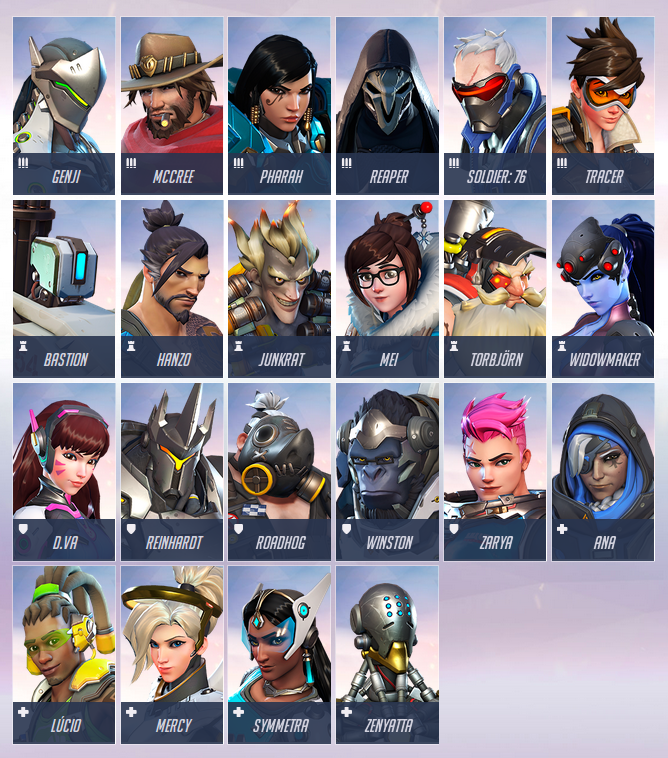 GENJI
MCCREE
PHARAH
REAPER
SOLDIER: 76
TRACER
BASTION
HANZO
JUNKRAT
MEI
TORBJÖRN
WIDOWMAKER
D.VA
REINHARDT
ROADHOG
WINSTON
ZARYA
ANA
LÚCIO
MERCY
SYMMETRA
ZENYATTA